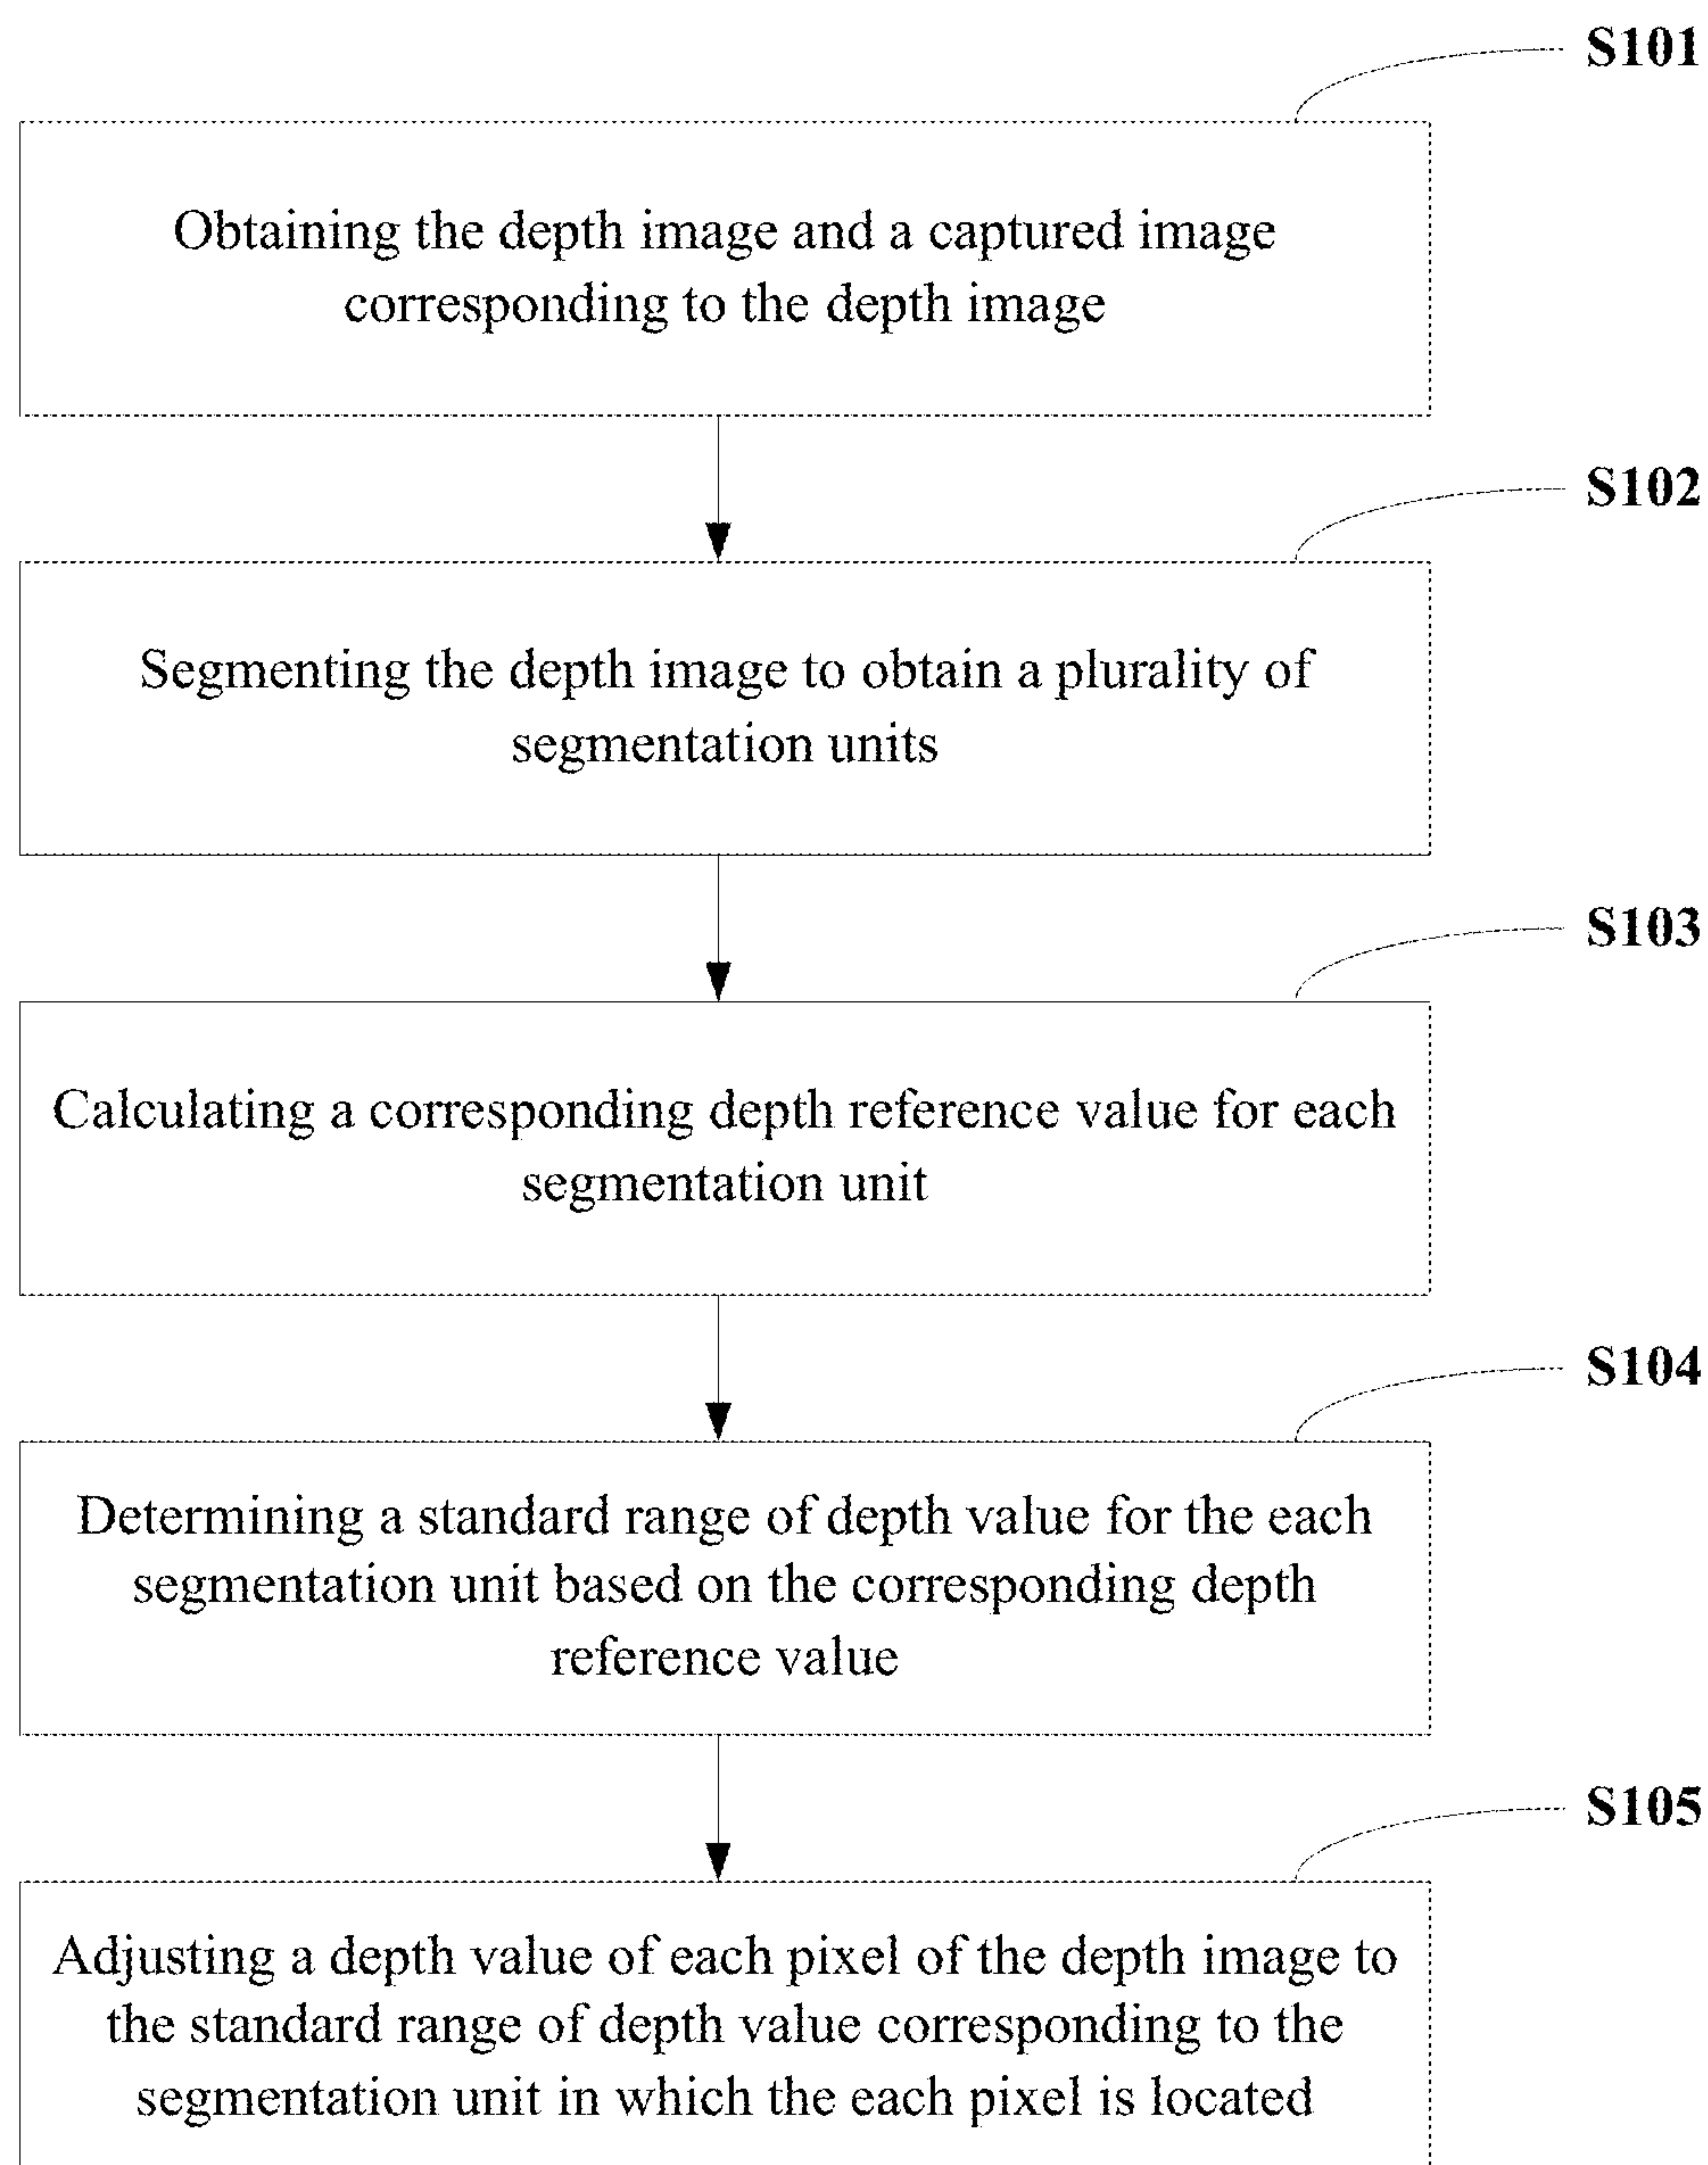 S101
Obtaining the depth image and a captured image
corresponding to the depth image
S102
Segmenting the depth image to obtain a plurality of
segmentation units
S103
Calculating a corresponding depth reference value for each
segmentation unit
S104
Determining a standard range of depth value for the each
segmentation unit based on the corresponding depth
reference value
S105
Adjusting a depth value of each pixel of the depth image to
the standard range of depth value corresponding to the
segmentation unit in which the each pixel is located